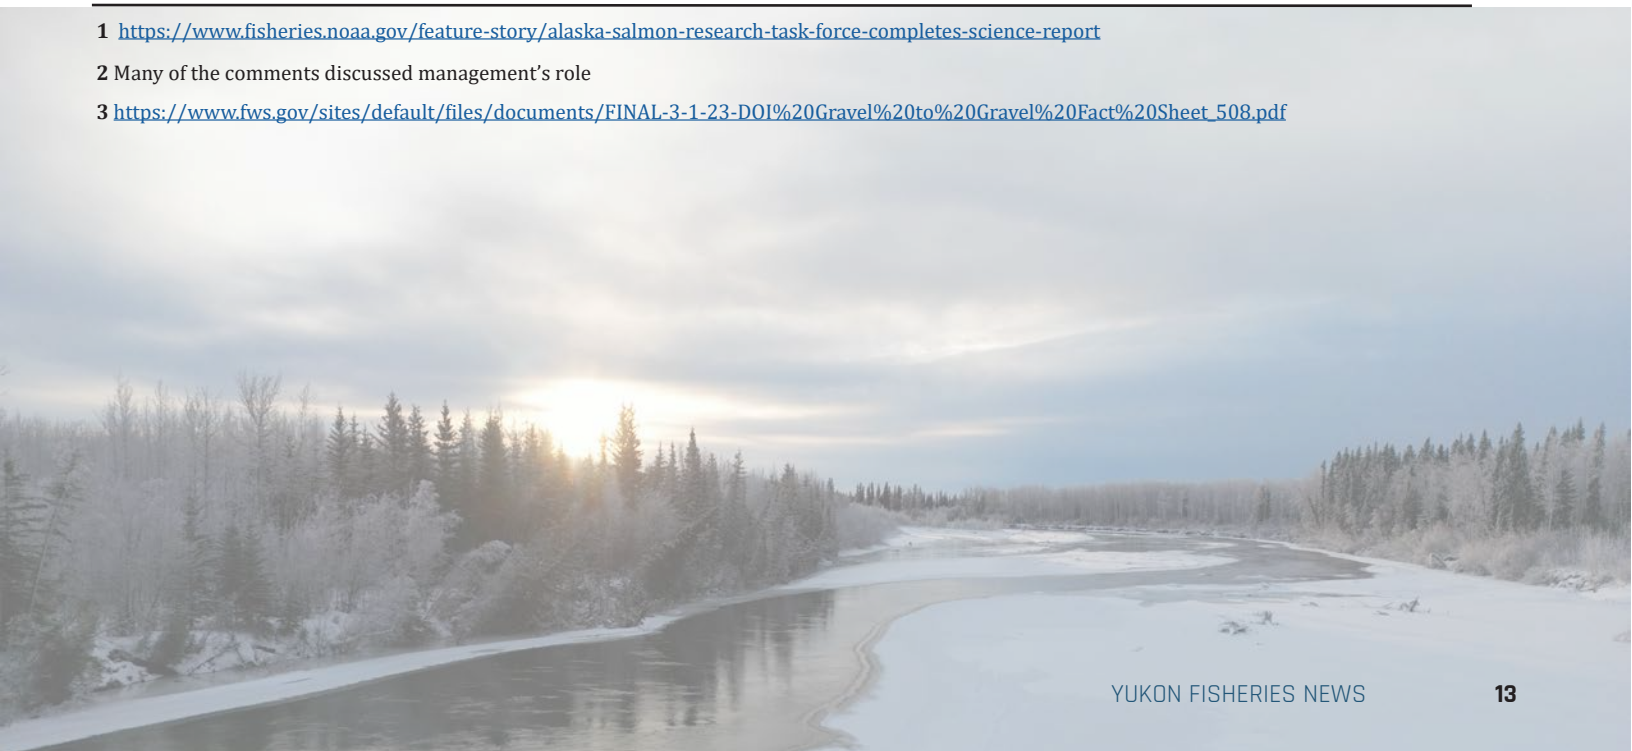 1 https://www.fisheries.noaa.gov/feature-story/alaska-salmon-research-task-force-completes-science-report
2 Many of the comments discussed management's role
3 https://www.fws.gov/sites/default/files/documents/FINAL-3-1-23-DOI%20Gravel%20to%20Gravel%20Fact%20Sheet_508.pdf
YUKON FISHERIES NEWS 13